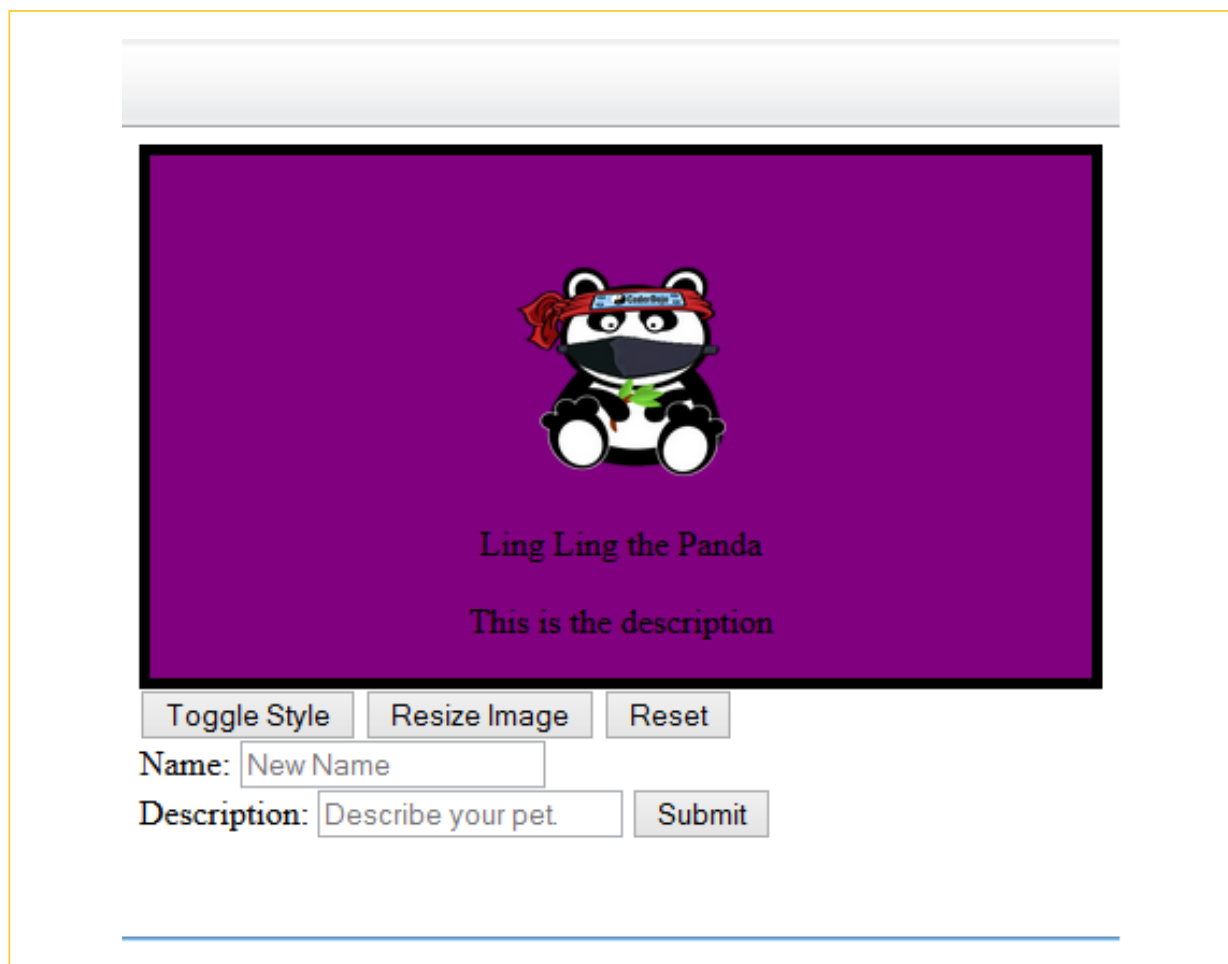 CoderDojo
Ling Ling the Panda
This is the description
Toggle Style Resize Image Reset
Name: New Name
Description: Describe your pet. Submit